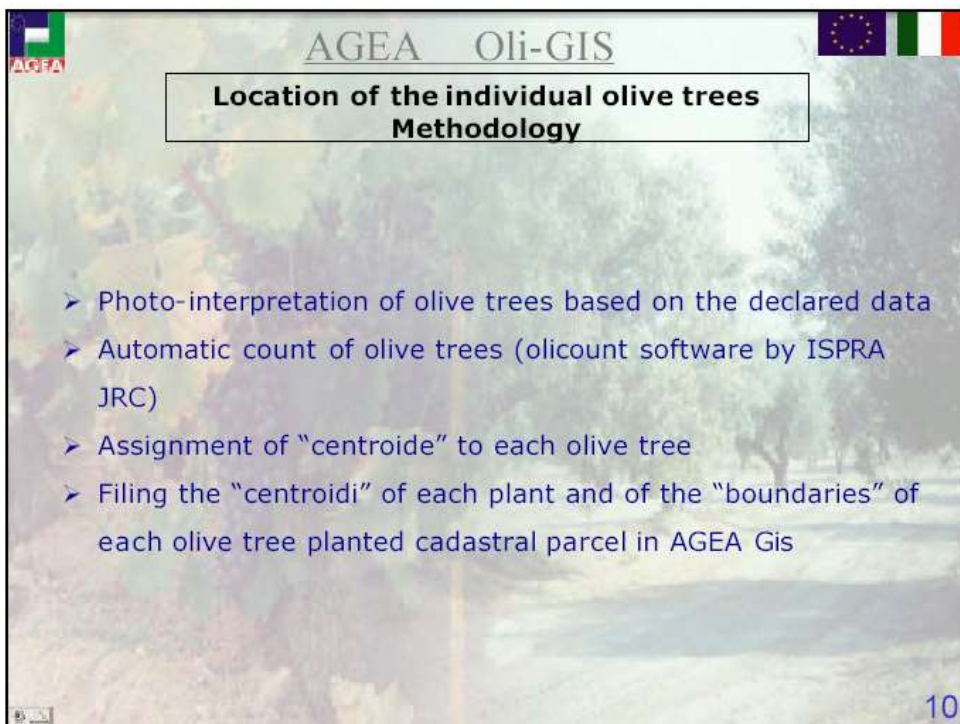 AGEA
AGEA Oli-GIS
Location of the individual olive trees
Methodology
➢ Photo-interpretation of olive trees based on the declared data
➢ Automatic count of olive trees (olicount software by ISPRA
JRC)
➢ Assignment of “centroide” to each olive tree
➢ Filing the “centroidi” of each plant and of the “boundaries” of
each olive tree planted cadastral parcel in AGEA Gis
10